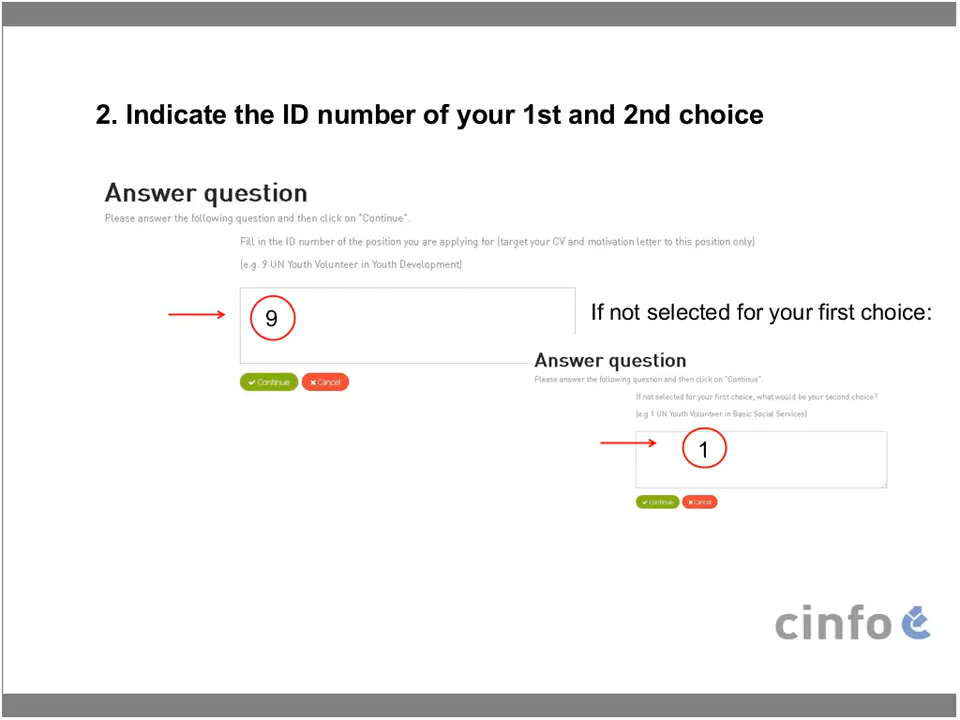 2. Indicate the ID number of your 1st and 2nd choice
Answer question
Please answer the following question and then click on "Continue".
Fill in the ID number of the position you are applying for (target your CV and motivation letter to this position only)
(e.g. 9 UN Youth Volunteer in Youth Development)
9
Continue
Cancel
If not selected for your first choice:
Answer question
Please answer the following question and then click on "Continue".
If not selected for your first choice, what would be your second choice?
(e.g 1 UN Youth Volunteer in Basic Social Services)
1
Continue
Cancel
cinfo